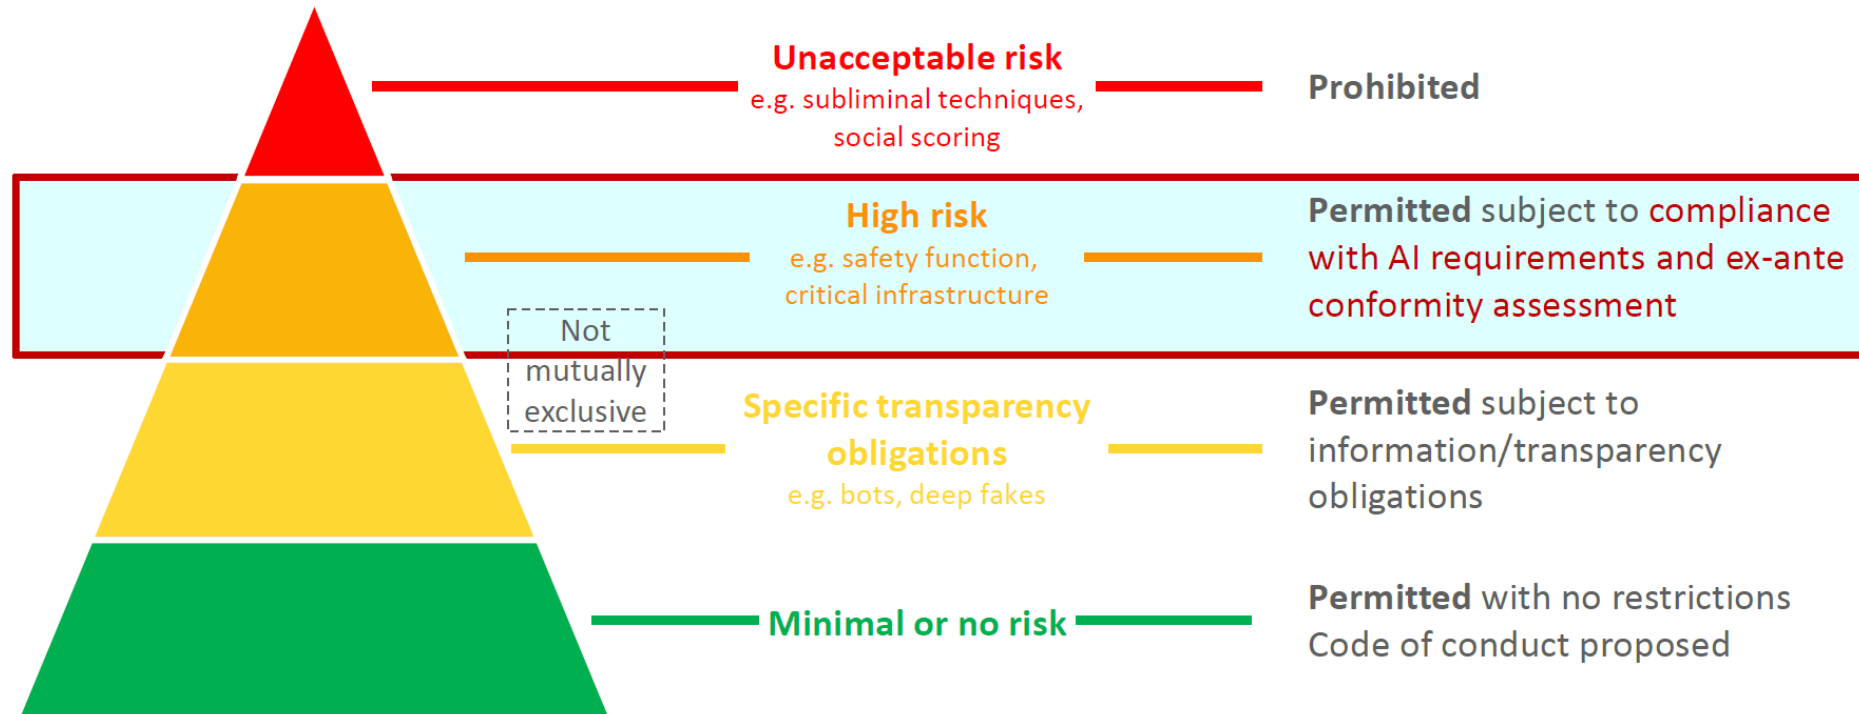 Unacceptable risk
e.g. subliminal techniques,
social scoring
Prohibited
High risk
e.g. safety function,
critical infrastructure
Permitted subject to compliance
with AI requirements and ex-ante
conformity assessment
Not
mutually
exclusive
Specific transparency
obligations
e.g. bots, deep fakes
Permitted subject to
information/transparency
obligations
Minimal or no risk
Permitted with no restrictions
Code of conduct proposed